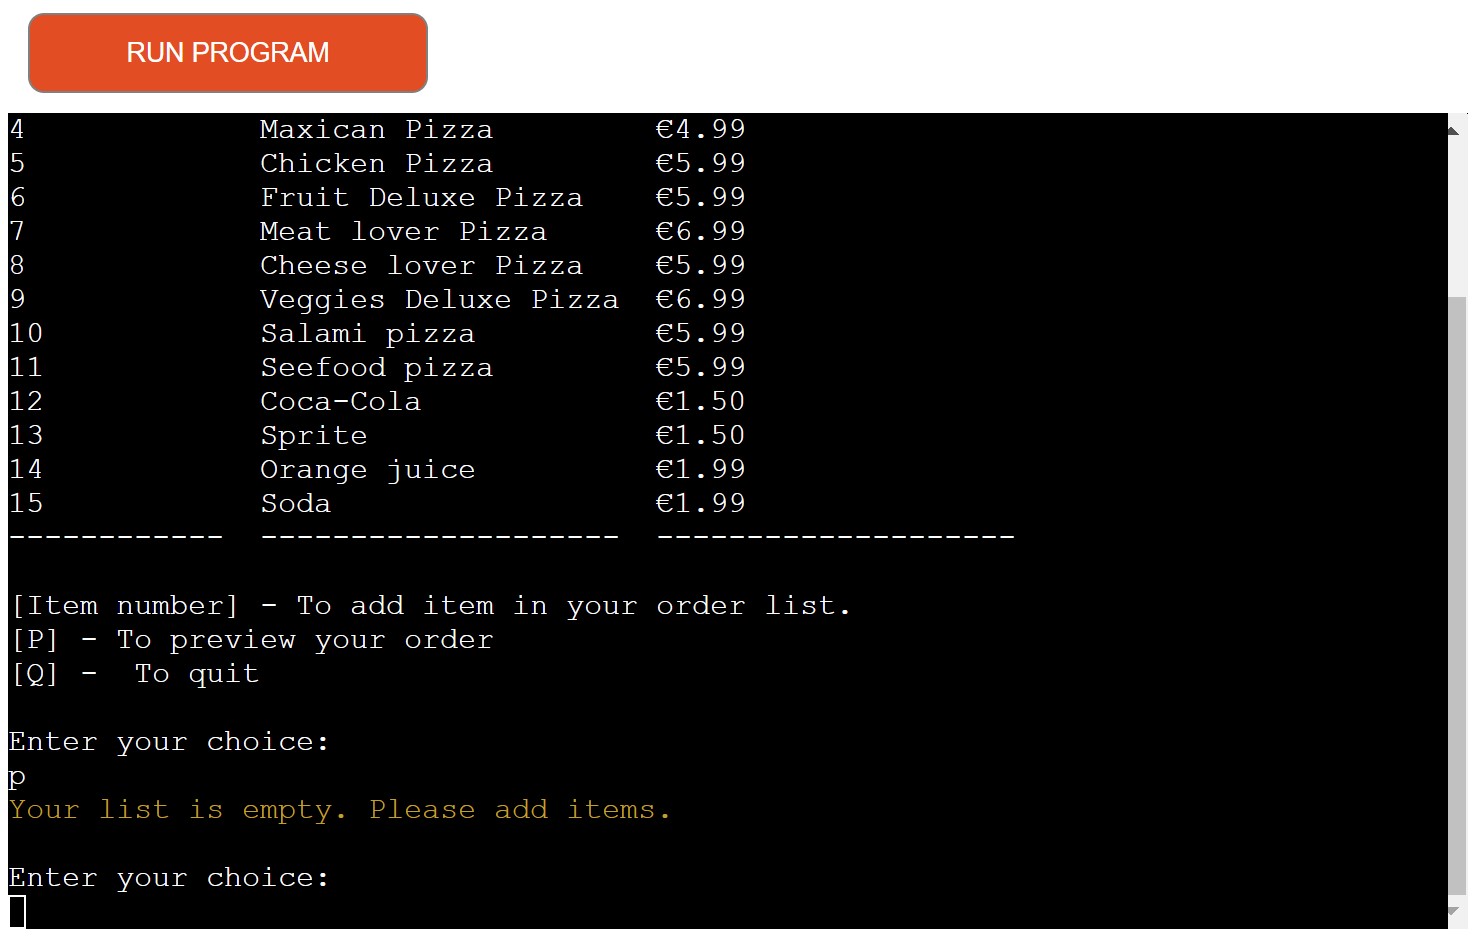 RUN PROGRAM
4 Maxican Pizza €4.99
5 Chicken Pizza €5.99
6 Fruit Deluxe Pizza €5.99
7 Meat lover Pizza €6.99
8 Cheese lover Pizza €5.99
9 Veggies Deluxe Pizza €6.99
10 Salami pizza €5.99
11 Seefood pizza €5.99
12 Coca-Cola €1.50
13 Sprite €1.50
14 Orange juice €1.99
15 Soda €1.99
------------ -------------------- --------------------
[Item number] - To add item in your order list.
[P] - To preview your order
[Q] -  To quit
Enter your choice:
p
Your list is empty. Please add items.
Enter your choice: